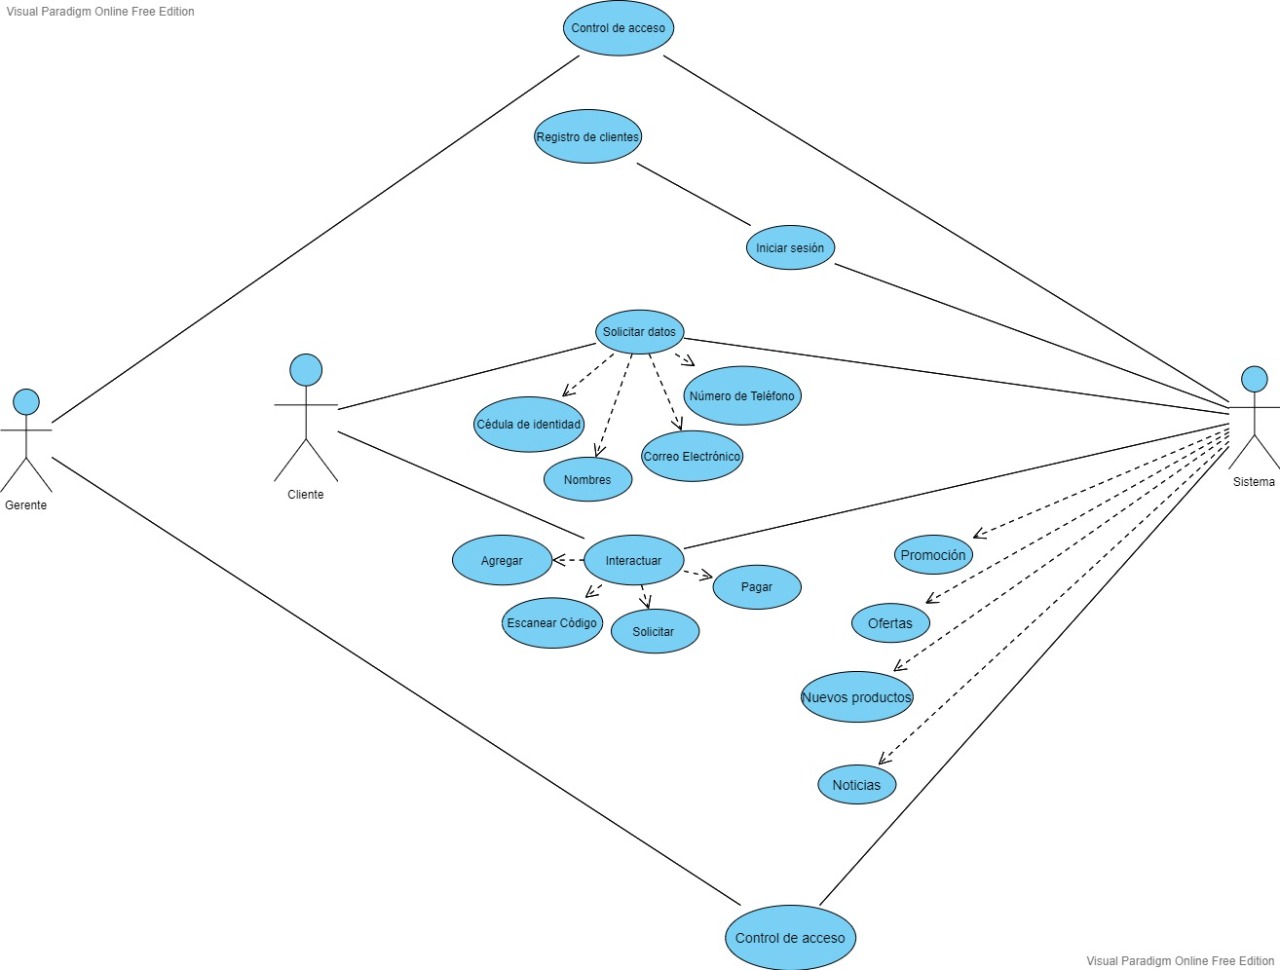 Visual Paradigm Online Free Edition
Control de acceso
Registro de clientes
Iniciar sesión
Solicitar datos
Número de Teléfono
Cédula de identidad
Correo Electrónico
Nombres
Gerente
Cliente
Sistema
Agregar
Interactuar
Pagar
Escanear Código
Solicitar
Promoción
Ofertas
Nuevos productos
Noticias
Control de acceso
Visual Paradigm Online Free Edition